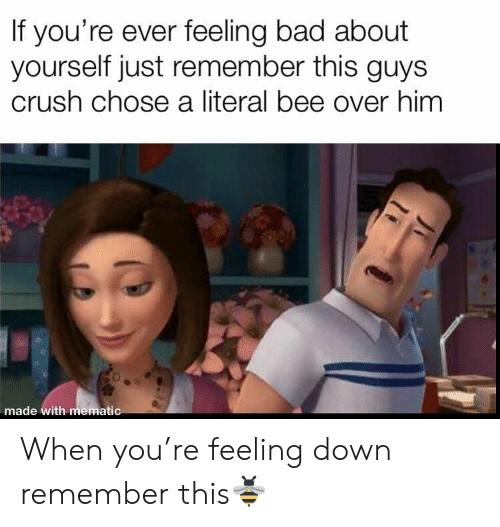 If you're ever feeling bad about
yourself just remember this guys
crush chose a literal bee over him
made with mematic
When you're feeling down
remember this🐝